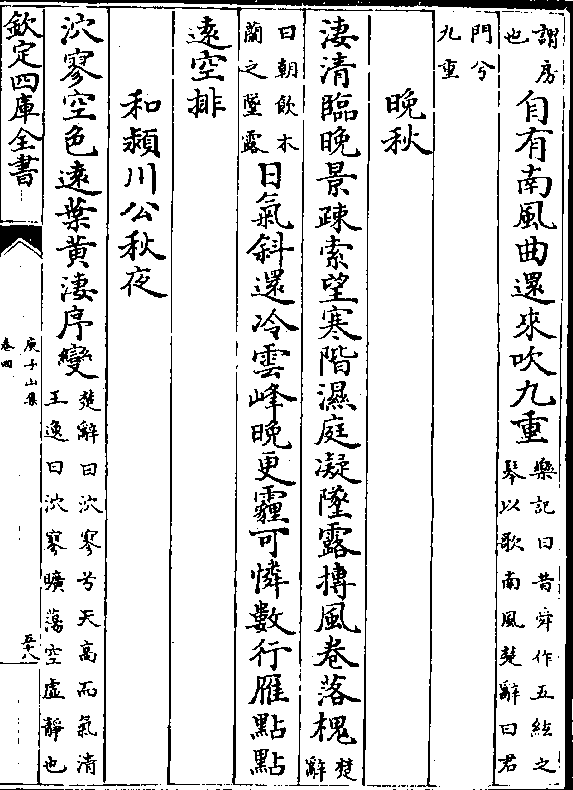 謂房
也
自有南風曲還來吹九重
樂記曰昔舜作五絃之
琴以歌南風楚辭曰君
門兮
九重
晩秋
淒清臨晚景疎索望寒階濕庭凝墜露摶風卷落槐
楚
辭
曰朝飲木
蘭之墜露
日氣斜還冷雲峰晚更霾可憐數行雁點點
遠空排
和潁川公秋夜
泬寥空色遠葉黃淒序變
楚辭曰泬寥兮天高而氣清
王逸曰泬寥曠蕩空虛靜也
欽定四庫全書
庾子山集
卷四
五十八